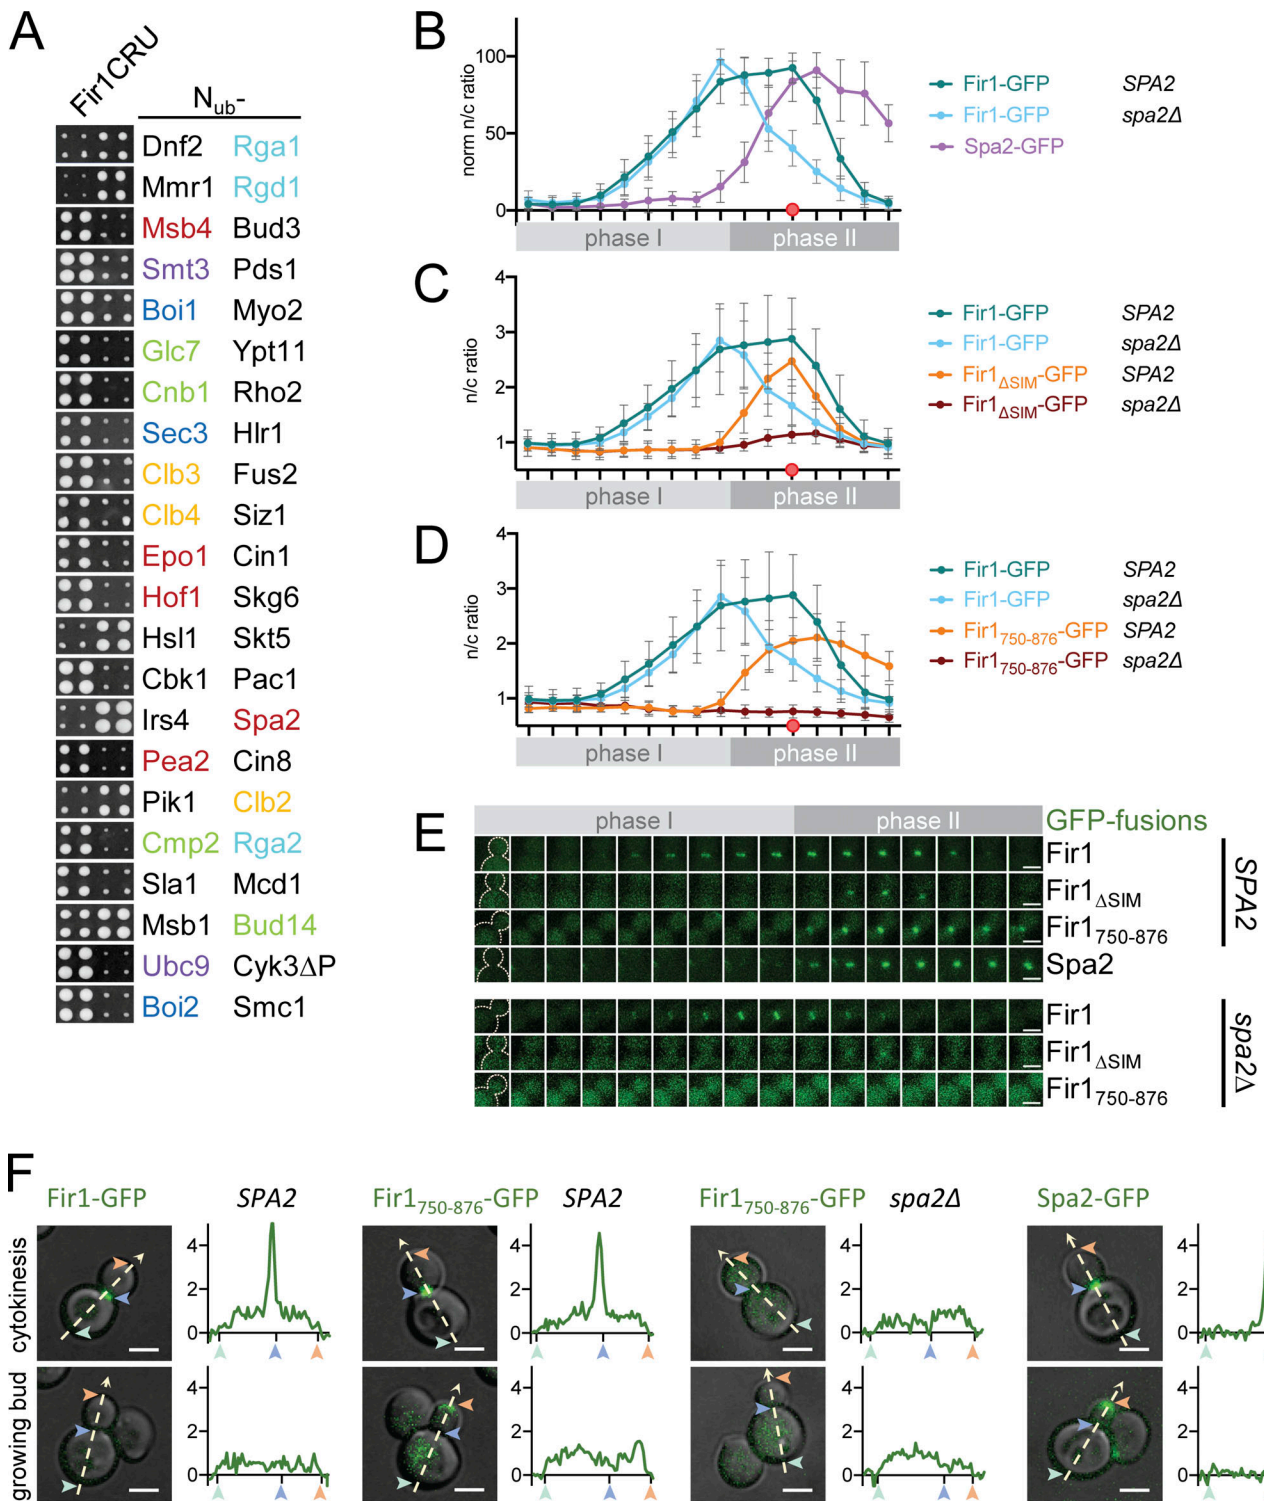 A
Fir1CRU
Nub-
Dnf2 Rga1
Mmr1 Rgd1
Msb4 Bud3
Smt3 Pds1
Boi1 Myo2
Glc7 Ypt11
Cnb1 Rho2
Sec3 Hlr1
Clb3 Fus2
Clb4 Siz1
Epo1 Cin1
Hof1 Skg6
Hsl1 Skt5
Cbk1 Pac1
Irs4 Spa2
Pea2 Cin8
Pik1 Clb2
Cmp2 Rga2
Sla1 Mcd1
Msb1 Bud14
Ubc9 Cyk3ΔP
Boi2 Smc1
B
norm n/c ratio
100
50
0
phase I phase II
Fir1-GFP SPA2
Fir1-GFP spa2Δ
Spa2-GFP
C
n/c ratio
4
3
2
1
phase I phase II
Fir1-GFP SPA2
Fir1-GFP spa2Δ
Fir1ΔSIM-GFP SPA2
Fir1ΔSIM-GFP spa2Δ
D
n/c ratio
4
3
2
1
phase I phase II
Fir1-GFP SPA2
Fir1-GFP spa2Δ
Fir1750-876-GFP SPA2
Fir1750-876-GFP spa2Δ
E
phase I phase II GFP-fusions
Fir1
Fir1ΔSIM
Fir1750-876
Spa2
SPA2
Fir1
Fir1ΔSIM
Fir1750-876
spa2Δ
F
Fir1-GFP SPA2 Fir1750-876-GFP SPA2 Fir1750-876-GFP spa2Δ Spa2-GFP
cytokinesis
4 4 4 4
2 2 2 2
0 0 0 0
growing bud
4 4 4 4
2 2 2 2
0 0 0 0